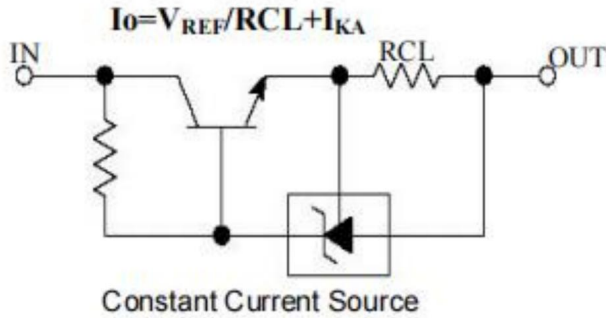 Io=VREF/RCL+IKA
IN
RCL
OUT
Constant Current Source